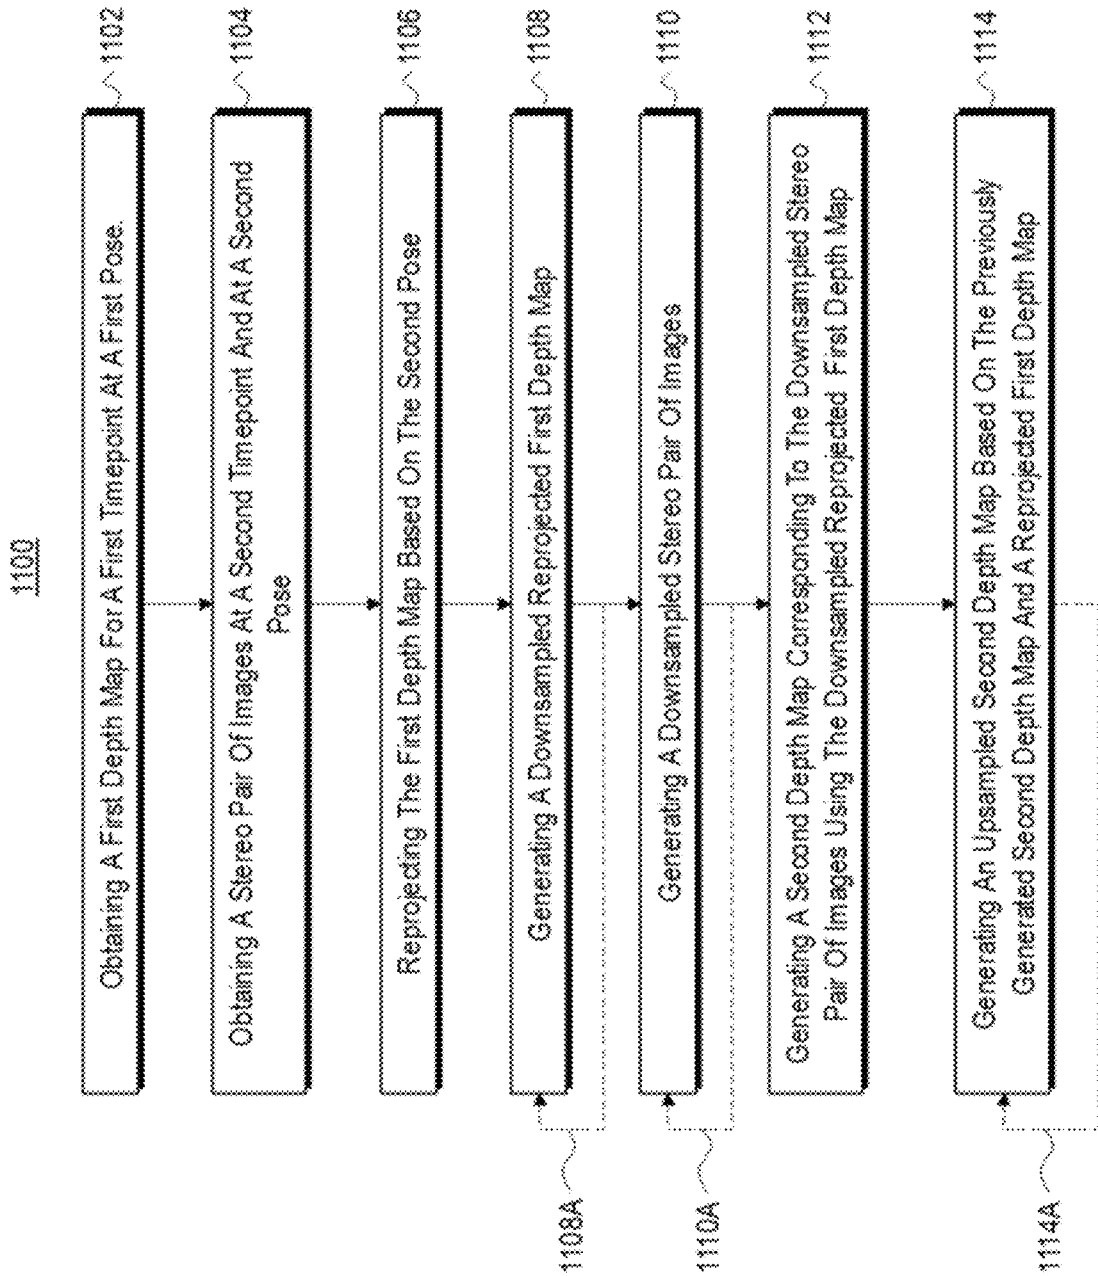 1100
Obtaining A First Depth Map For A First Timepoint At A First Pose.
1102
Obtaining A Stereo Pair Of Images At A Second Timepoint And At A Second
Pose
1104
Reprojecting The First Depth Map Based On The Second Pose
1106
Generating A Downsampled Reprojected First Depth Map
1108
1108A
Generating A Downsampled Stereo Pair Of Images
1110
1110A
Generating A Second Depth Map Corresponding To The Downsampled Stereo
Pair Of Images Using The Downsampled Reprojected First Depth Map
1112
Generating An Upsampled Second Depth Map Based On The Previously
Generated Second Depth Map And A Reprojected First Depth Map
1114
1114A